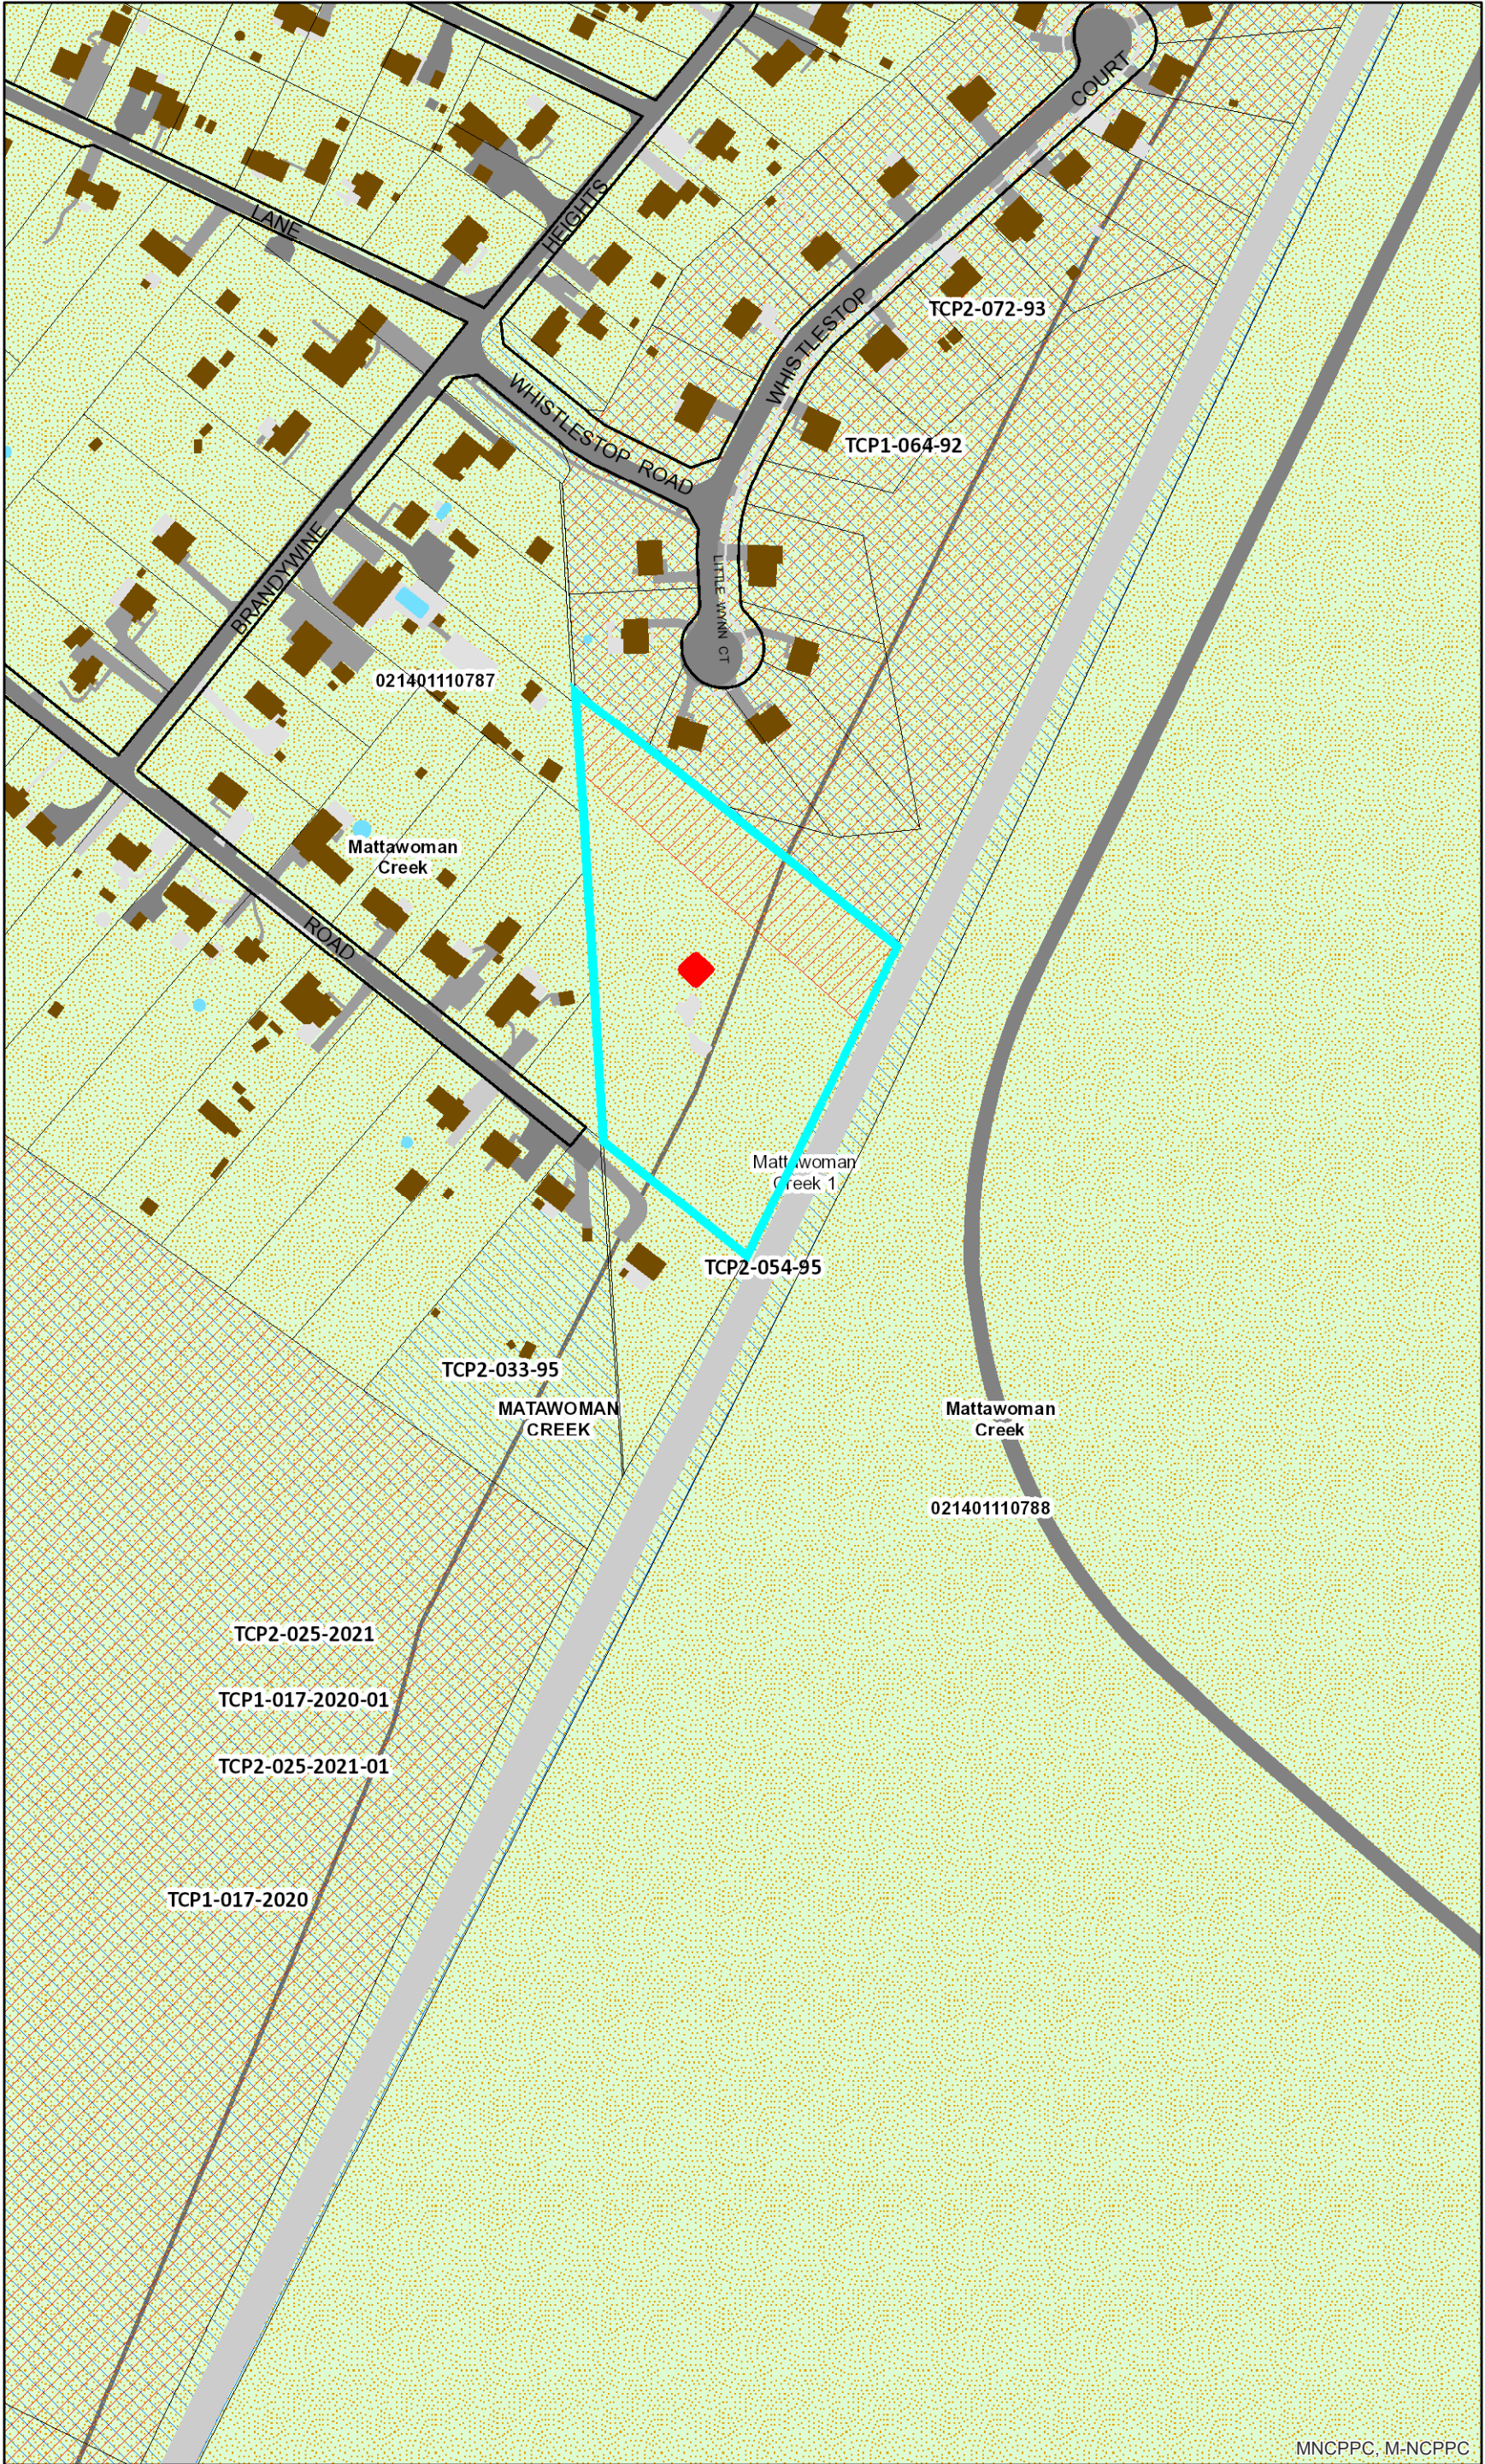 COURT
LANE
HEIGHTS
TCP2-072-93
WHISTLESTOP
WHISTLESTOP ROAD
TCP1-064-92
BRANDYWINE
LITTLE WYNN CT
021401110787
Mattawoman
Creek
ROAD
Mattawoman
Creek 1
TCP2-054-95
TCP2-033-95
MATAWOMAN
CREEK
Mattawoman
Creek
021401110788
TCP2-025-2021
TCP1-017-2020-01
TCP2-025-2021-01
TCP1-017-2020
MNCPPC, M-NCPPC